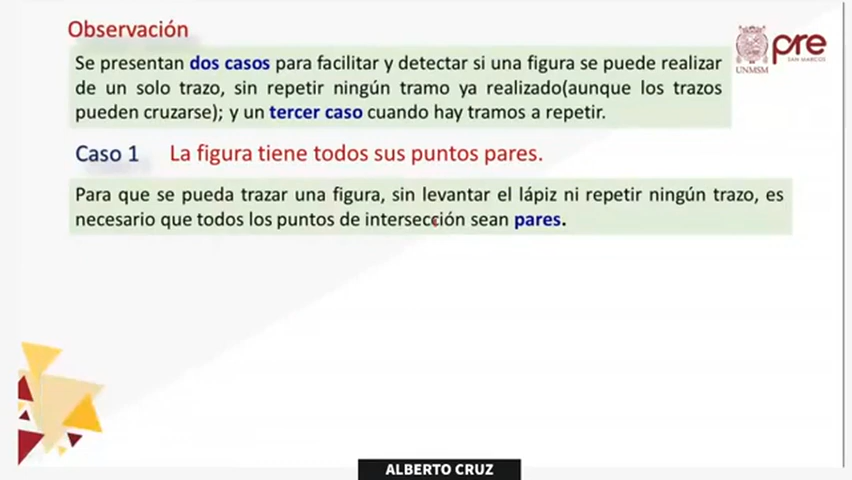 Observación
Se presentan dos casos para facilitar y detectar si una figura se puede realizar
de un solo trazo, sin repetir ningún tramo ya realizado(aunque los trazos
pueden cruzarse); y un tercer caso cuando hay tramos a repetir.
UNMSM
pre
SAN MARCOS
Caso 1 La figura tiene todos sus puntos pares.
Para que se pueda trazar una figura, sin levantar el lápiz ni repetir ningún trazo, es
necesario que todos los puntos de intersección sean pares.
ALBERTO CRUZ